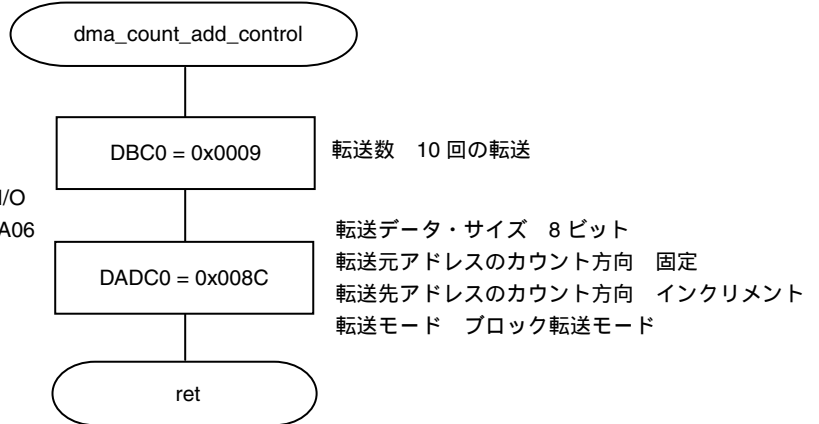 dma_count_add_control
DBC0 = 0x0009
転送数　10 回の転送
I/O
A06
DADC0 = 0x008C
転送データ・サイズ　8 ビット
転送元アドレスのカウント方向　固定
転送先アドレスのカウント方向　インクリメント
転送モード　ブロック転送モード
ret